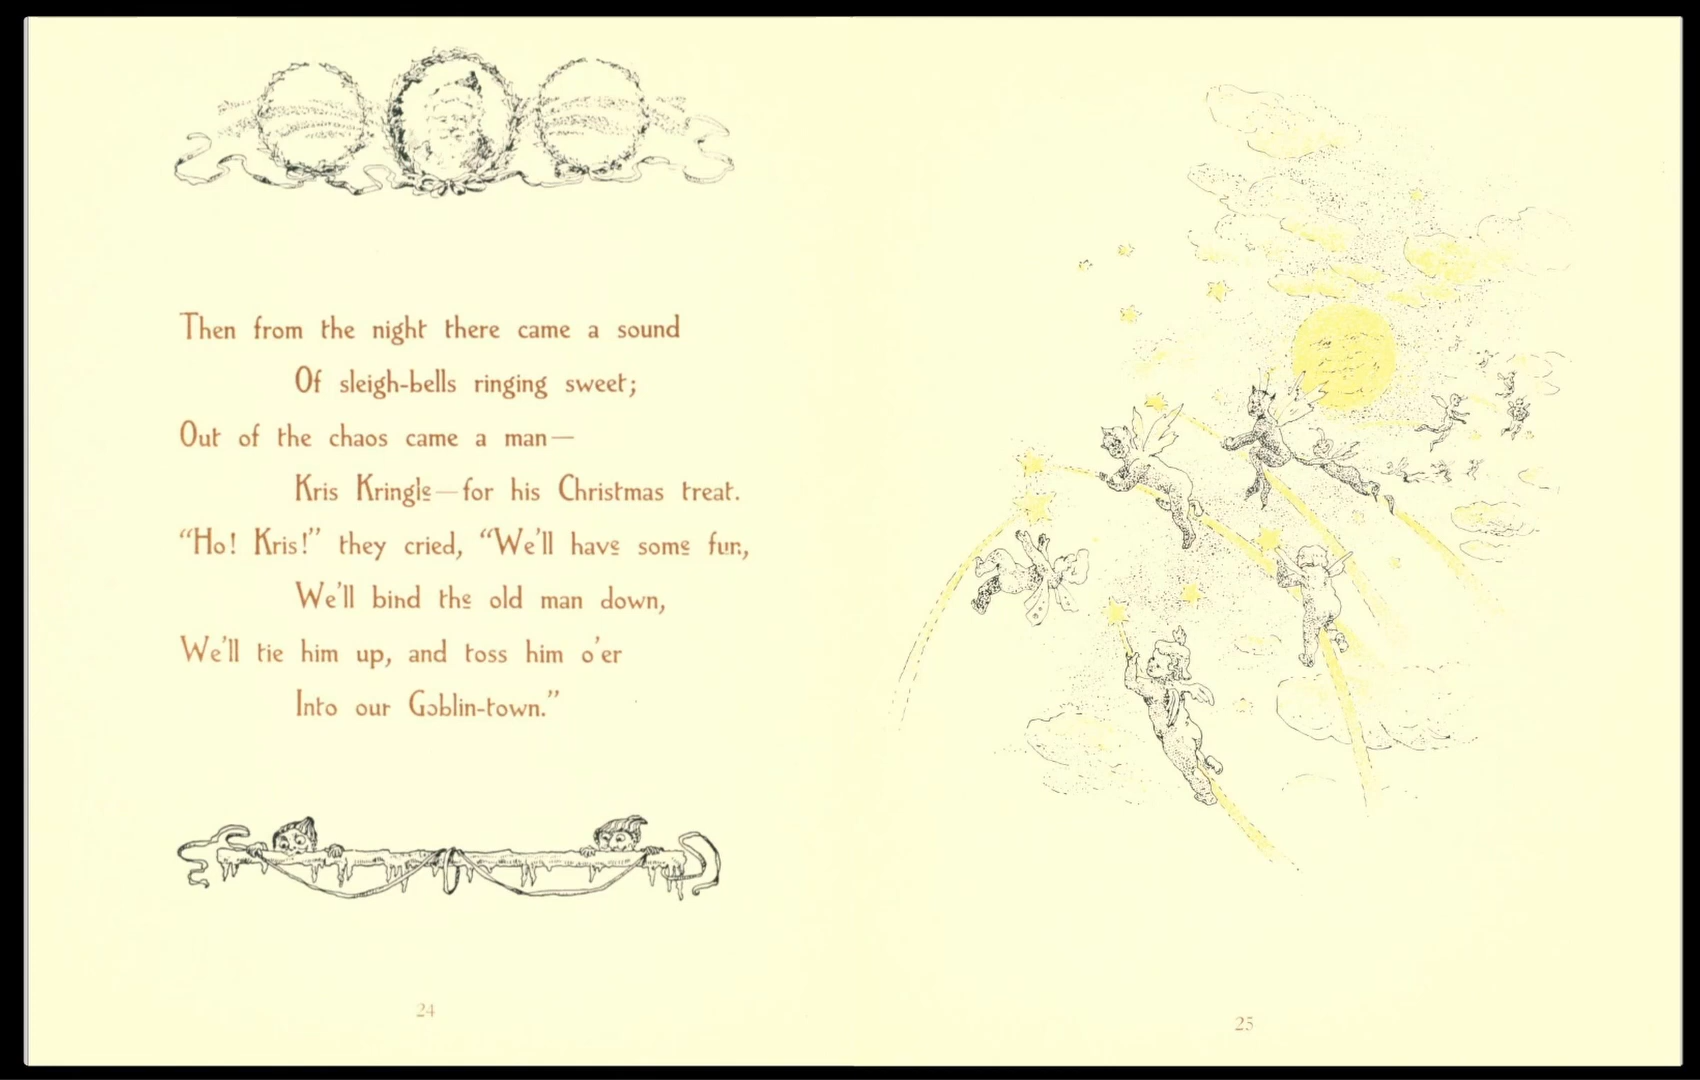 Then from the night there came a sound
Of sleigh-bells ringing sweet;
Out of the chaos came a man—
Kris Kringle—for his Christmas treat.
“Ho! Kris!” they cried, “We’ll have some fun,
We’ll bind the old man down,
We’ll tie him up, and toss him o’er
Into our Goblin-town.”
24
25